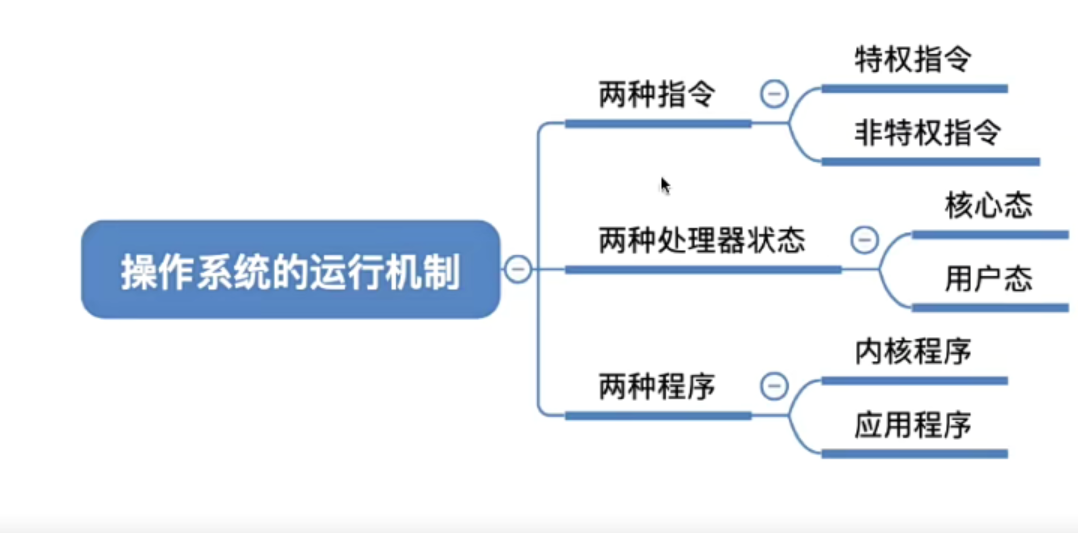 操作系统的运行机制
两种指令
特权指令
非特权指令
两种处理器状态
核心态
用户态
两种程序
内核程序
应用程序